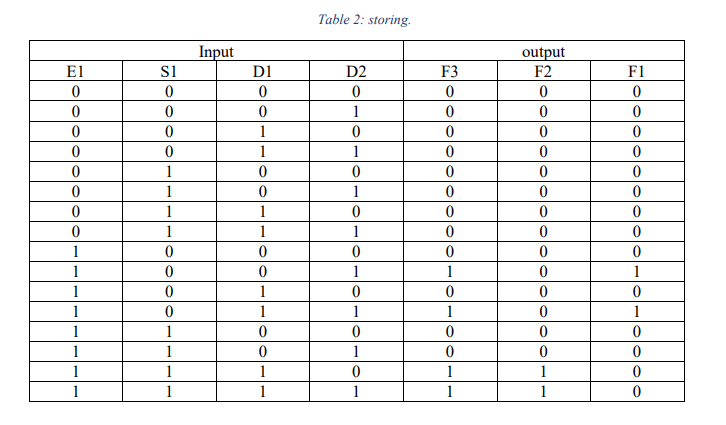 Table 2: storing.
Input output
E1 S1 D1 D2 F3 F2 F1
0 0 0 0 0 0 0
0 0 0 1 0 0 0
0 0 1 0 0 0 0
0 0 1 1 0 0 0
0 1 0 0 0 0 0
0 1 0 1 0 0 0
0 1 1 0 0 0 0
0 1 1 1 0 0 0
1 0 0 0 0 0 0
1 0 0 1 1 0 1
1 0 1 0 0 0 0
1 0 1 1 1 0 1
1 1 0 0 0 0 0
1 1 0 1 0 0 0
1 1 1 0 1 1 0
1 1 1 1 1 1 0